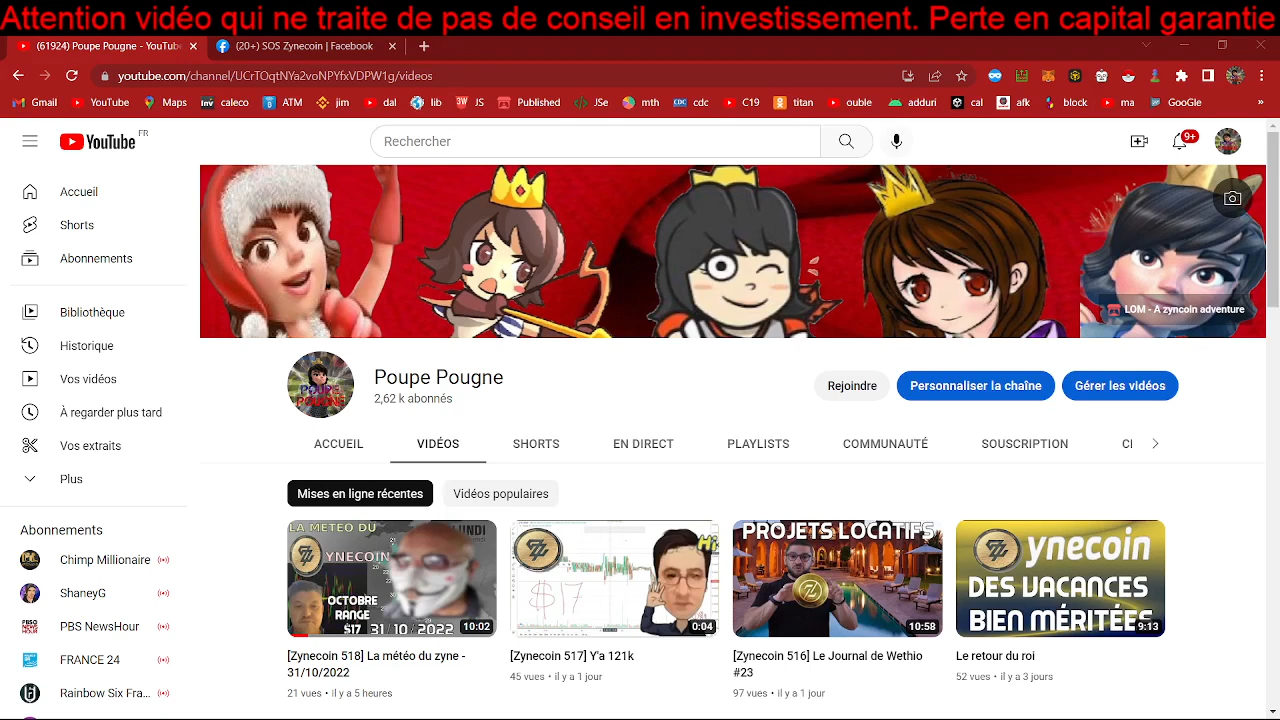 Attention vidéo qui ne traite de pas de conseil en investissement. Perte en capital garantie
(61924) Poupe Pougne - YouTube
(20+) SOS Zynecoin | Facebook
youtube.com/channel/UCrTOqtNYa2voNPYfxVDPW1g/videos
Gmail YouTube Maps caleco ATM jim dal lib JS Published JSe mth cdc C19 titan ouble adduri cal afk block ma GooGle »
YouTube FR
Rechercher
9+
Accueil
Shorts
Abonnements
Bibliothèque
Historique
Vos vidéos
À regarder plus tard
Vos extraits
Plus
Abonnements
Chimp Millionaire
ShaneyG
PBS NewsHour
FRANCE 24
Rainbow Six Fra...
LOM - A zyncoin adventure
POUPE
POUGNE
Poupe Pougne
2,62 k abonnés
Rejoindre
Personnaliser la chaîne
Gérer les vidéos
ACCUEIL VIDÉOS SHORTS EN DIRECT PLAYLISTS COMMUNAUTÉ SOUSCRIPTION CI
Mises en ligne récentes
Vidéos populaires
LA METEO DU LUNDI
YNECOIN
OCTOBRE
RANGE
$17 31/10/2022
10:02
[Zynecoin 518] La météo du zyne -
31/10/2022
21 vues • il y a 5 heures
Hi
$17
0:04
[Zynecoin 517] Y'a 121k
45 vues • il y a 1 jour
PROJETS LOCATIFS
10:58
[Zynecoin 516] Le Journal de Wethio
#23
97 vues • il y a 1 jour
ynecoin
DES VACANCES
BIEN MÉRITÉES
9:13
Le retour du roi
52 vues • il y a 3 jours